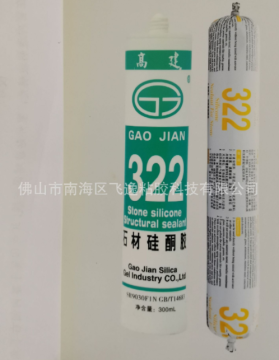 高建
®
GAO JIAN
322
Stone silicone
Structural sealant
石材硅酮胶
Gao Jian Silica
Gel Industry CO.,Ltd
净含量: 300mL
322
佛山市南海区飞逸粘胶科技有限公司